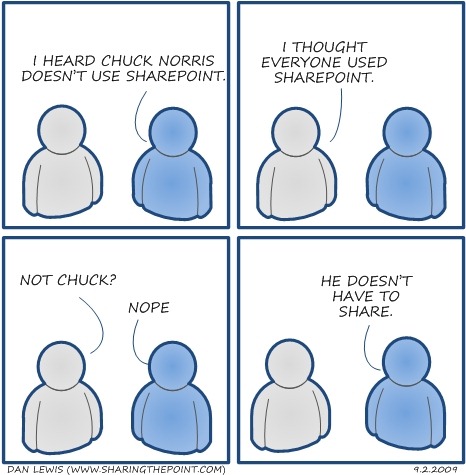 I HEARD CHUCK NORRIS
DOESN'T USE SHAREPOINT.
I THOUGHT
EVERYONE USED
SHAREPOINT.
NOT CHUCK?
NOPE
HE DOESN'T
HAVE TO
SHARE.
DAN LEWIS (WWW.SHARINGTHEPOINT.COM)
9.2.2009